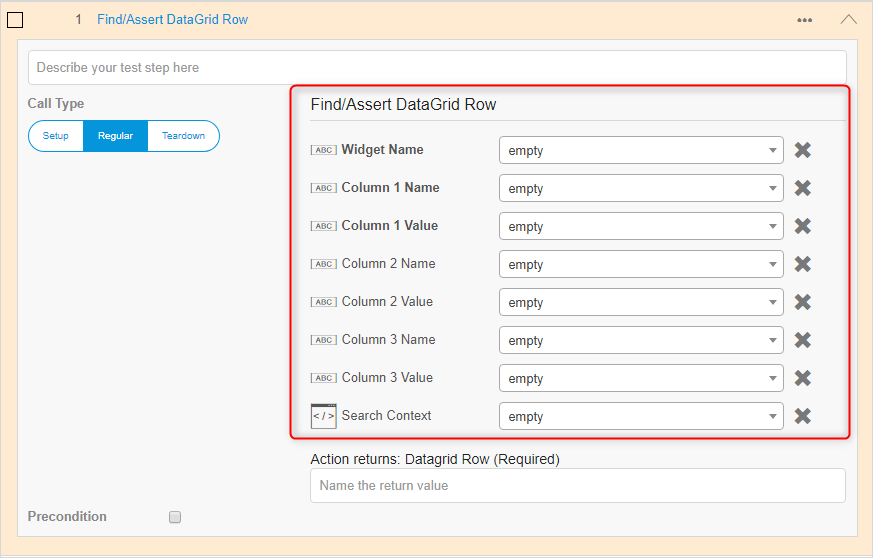 1 Find/Assert DataGrid Row •••
Describe your test step here
Call Type
Setup Regular Teardown
Find/Assert DataGrid Row
ABC Widget Name empty
ABC Column 1 Name empty
ABC Column 1 Value empty
ABC Column 2 Name empty
ABC Column 2 Value empty
ABC Column 3 Name empty
ABC Column 3 Value empty
</> Search Context empty
Action returns: Datagrid Row (Required)
Name the return value
Precondition